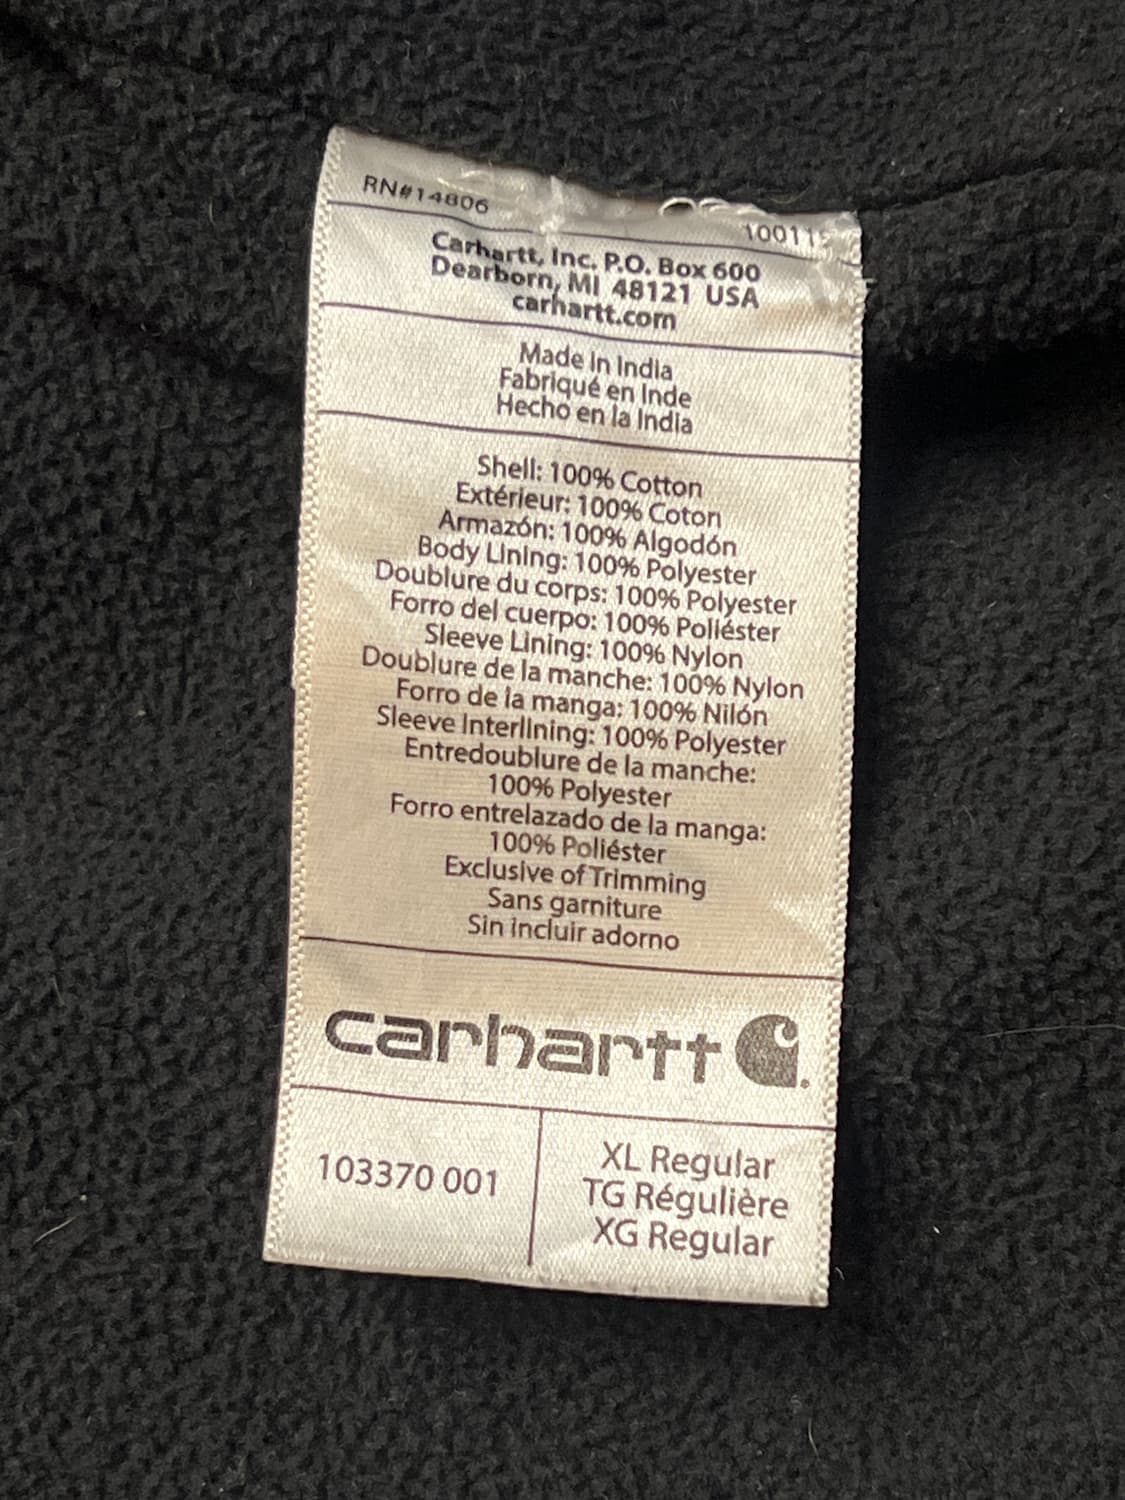 RN#14806
Carhartt, Inc. P.O. Box 600
Dearborn, MI 48121 USA
carhartt.com
Made In India
Fabriqué en Inde
Hecho en la India
Shell: 100% Cotton
Extérieur: 100% Coton
Armazón: 100% Algodón
Body Lining: 100% Polyester
Doublure du corps: 100% Polyester
Forro del cuerpo: 100% Poliéster
Sleeve Lining: 100% Nylon
Doublure de la manche: 100% Nylon
Forro de la manga: 100% Nilón
Sleeve Interlining: 100% Polyester
Entredoublure de la manche:
100% Polyester
Forro entrelazado de la manga:
100% Poliéster
Exclusive of Trimming
Sans garniture
Sin incluir adorno
carhartt
103370 001
XL Regular
TG Régulière
XG Regular